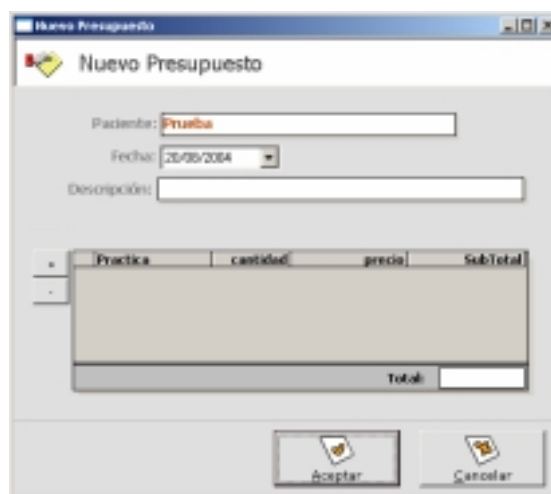 Nuevo Presupuesto
Nuevo Presupuesto
Paciente: Prueba
Fecha: 20/08/2004
Descripción:
+ Practica cantidad precio SubTotal
-
Total:
Aceptar Cancelar